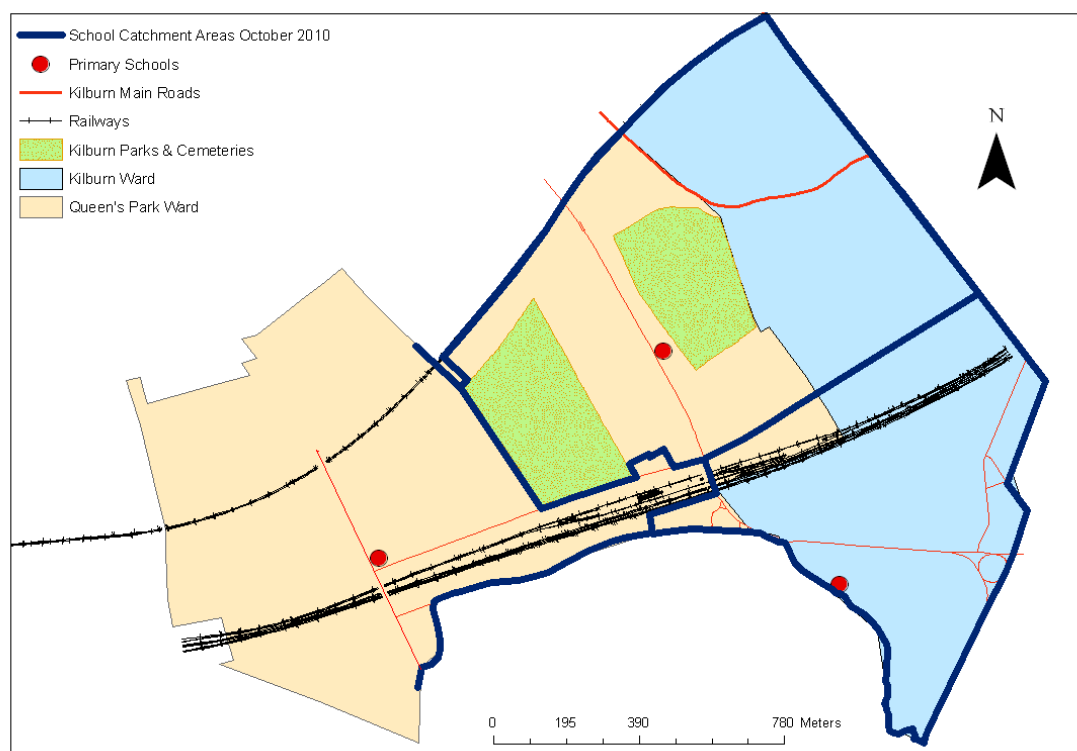 School Catchment Areas October 2010
Primary Schools
Kilburn Main Roads
Railways
Kilburn Parks & Cemeteries
Kilburn Ward
Queen's Park Ward
N
0 195 390 780 Meters